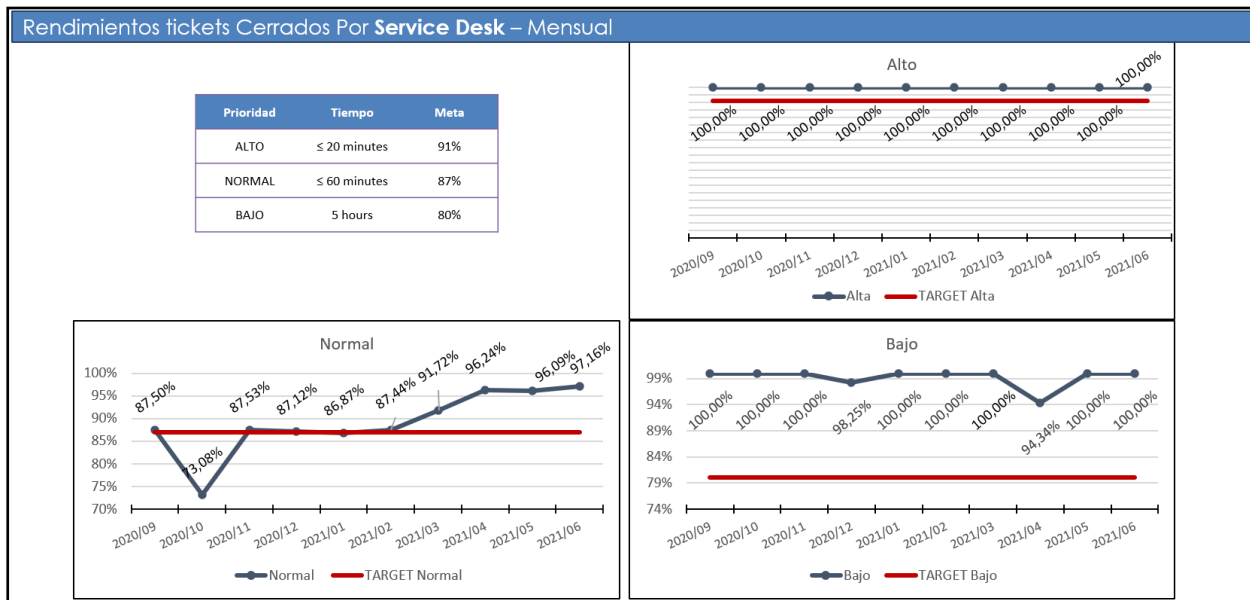 Rendimientos tickets Cerrados Por Service Desk – Mensual
Prioridad Tiempo Meta
ALTO ≤ 20 minutes 91%
NORMAL ≤ 60 minutes 87%
BAJO 5 hours 80%
Alto
100,00%
100,00% 100,00% 100,00% 100,00% 100,00% 100,00% 100,00% 100,00% 100,00%
2020/09 2020/10 2020/11 2020/12 2021/01 2021/02 2021/03 2021/04 2021/05 2021/06
Alta TARGET Alta
Normal
100%
95%
90%
85%
80%
75%
70%
87,50% 73,08% 87,53% 87,12% 86,87% 87,44% 91,72% 96,24% 96,09% 97,16%
2020/09 2020/10 2020/11 2020/12 2021/01 2021/02 2021/03 2021/04 2021/05 2021/06
Normal TARGET Normal
Bajo
99%
94%
89%
84%
79%
74%
100,00% 100,00% 100,00% 98,25% 100,00% 100,00% 100,00% 94,34% 100,00% 100,00%
2020/09 2020/10 2020/11 2020/12 2021/01 2021/02 2021/03 2021/04 2021/05 2021/06
Bajo TARGET Bajo